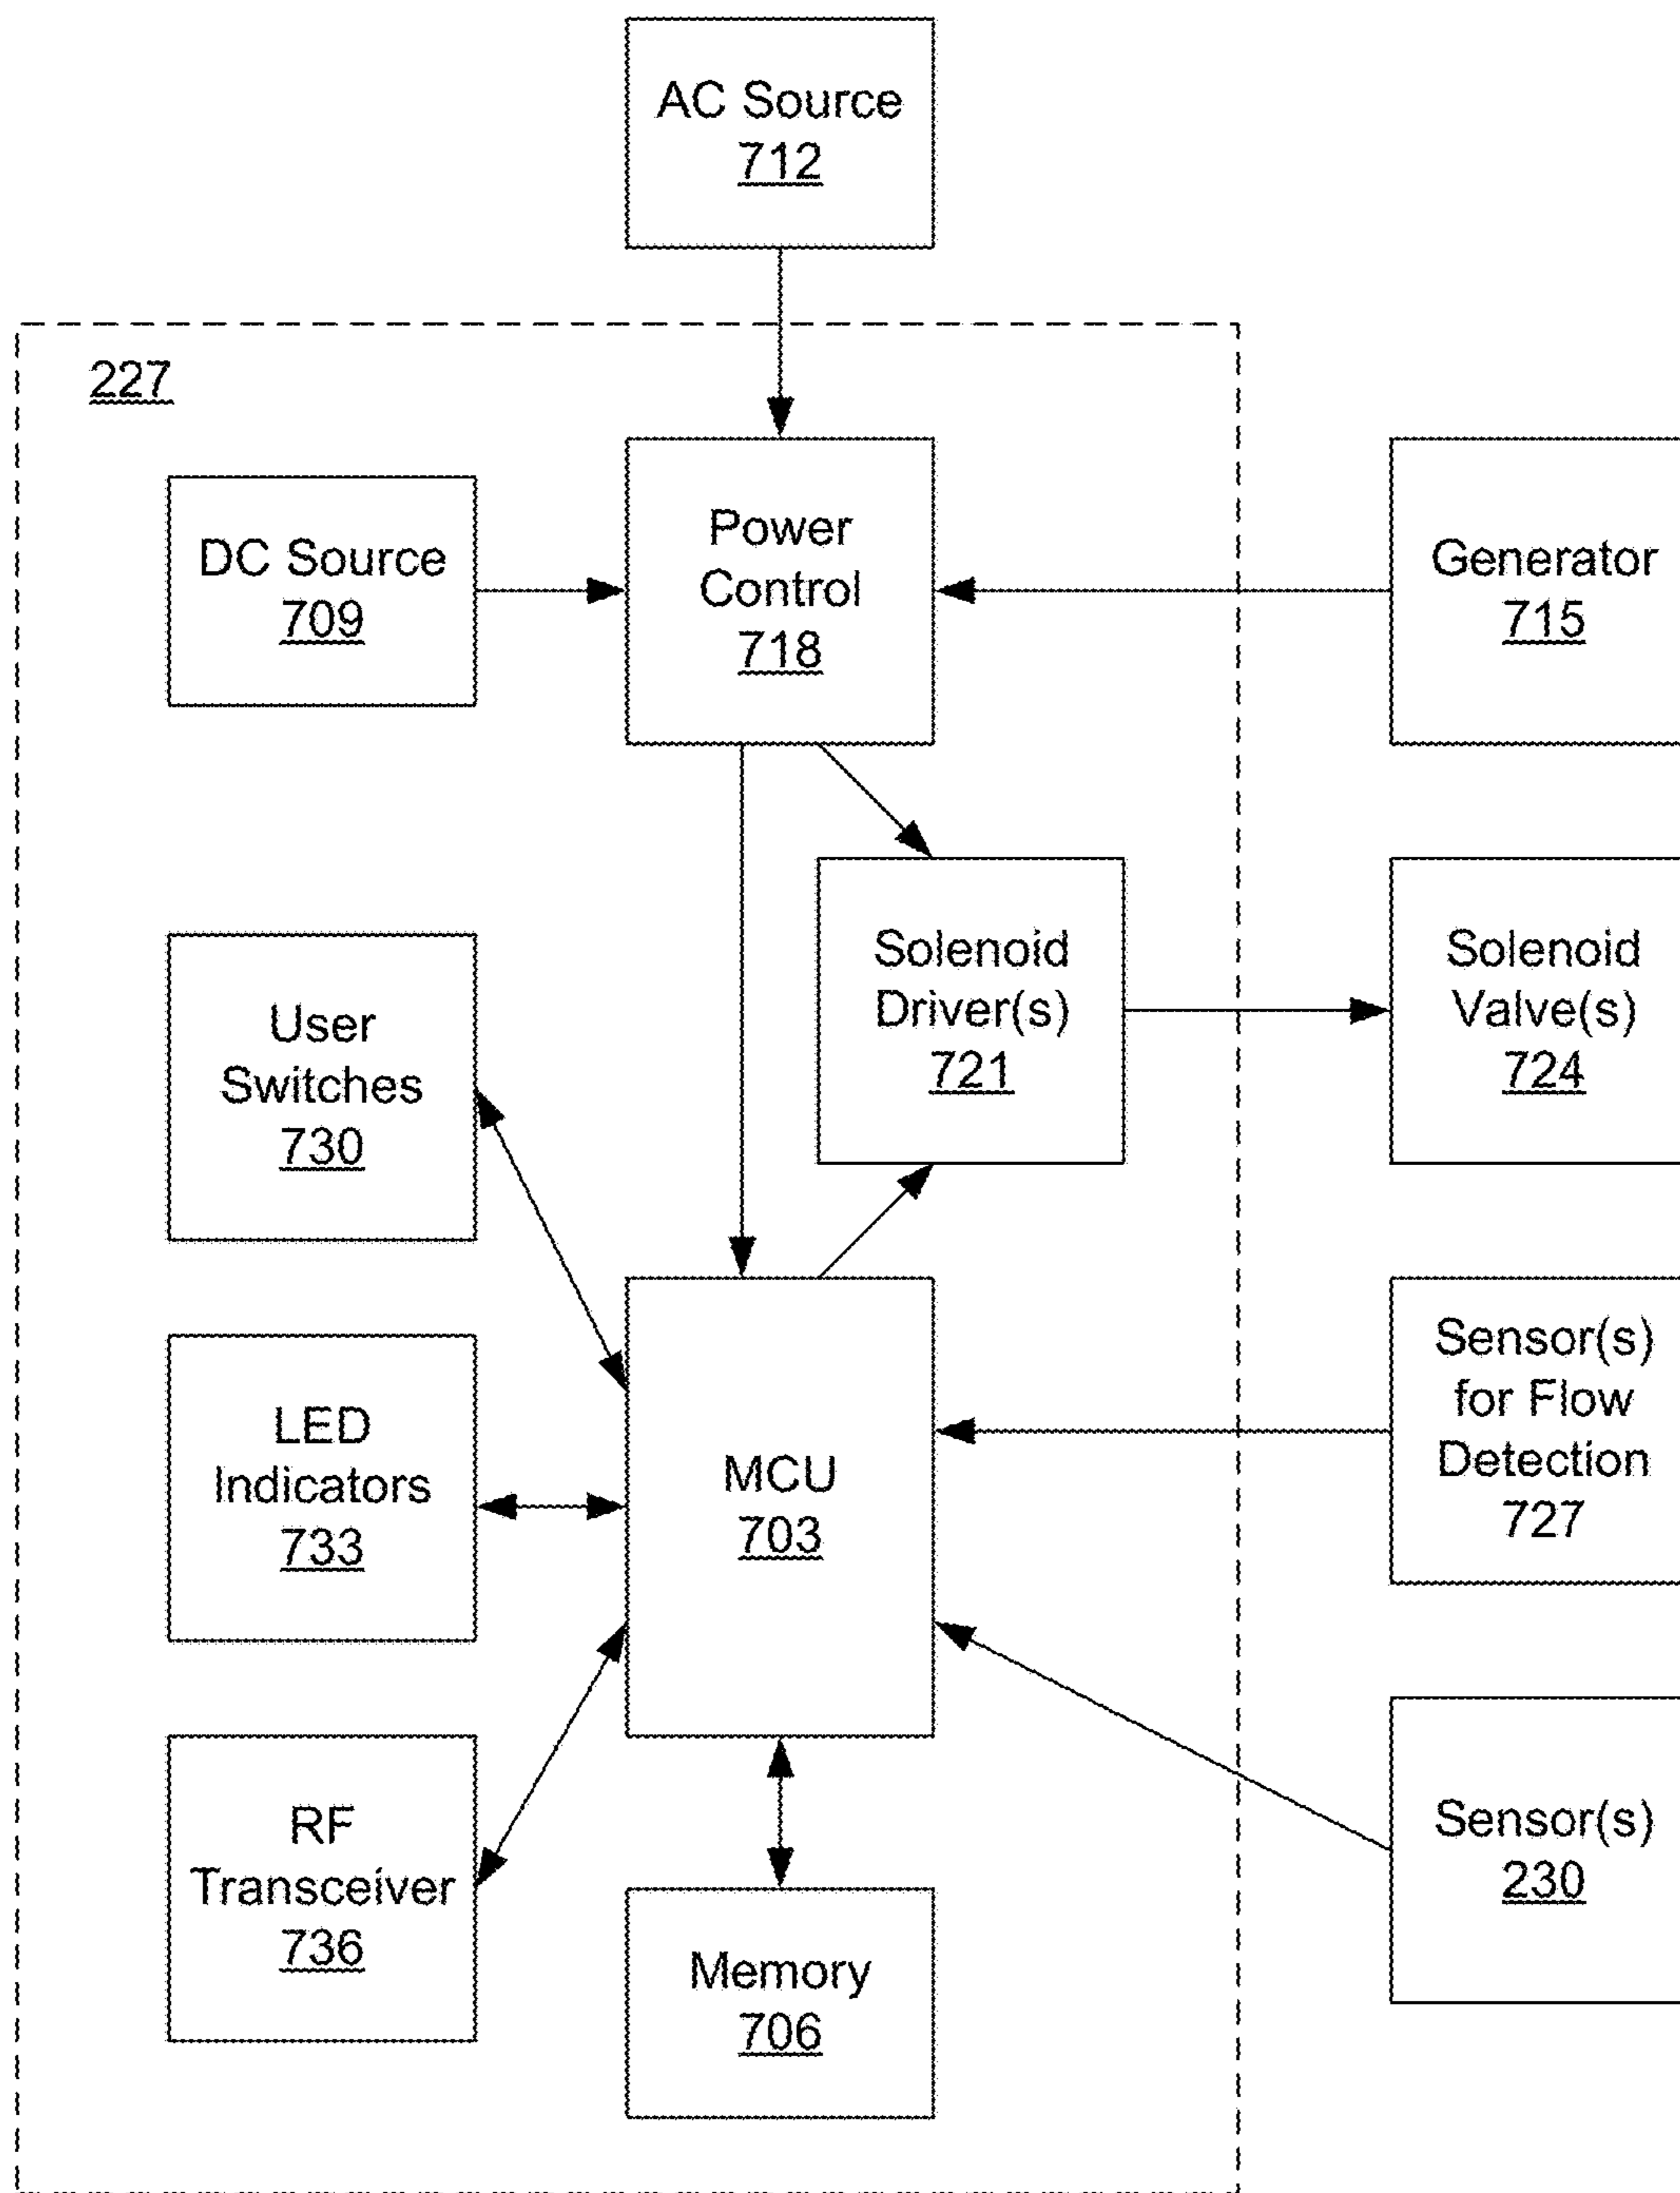 AC Source
712
227
DC Source
709
Power
Control
718
Generator
715
Solenoid
Driver(s)
721
Solenoid
Valve(s)
724
User
Switches
730
LED
Indicators
733
MCU
703
Sensor(s)
for Flow
Detection
727
RF
Transceiver
736
Memory
706
Sensor(s)
230